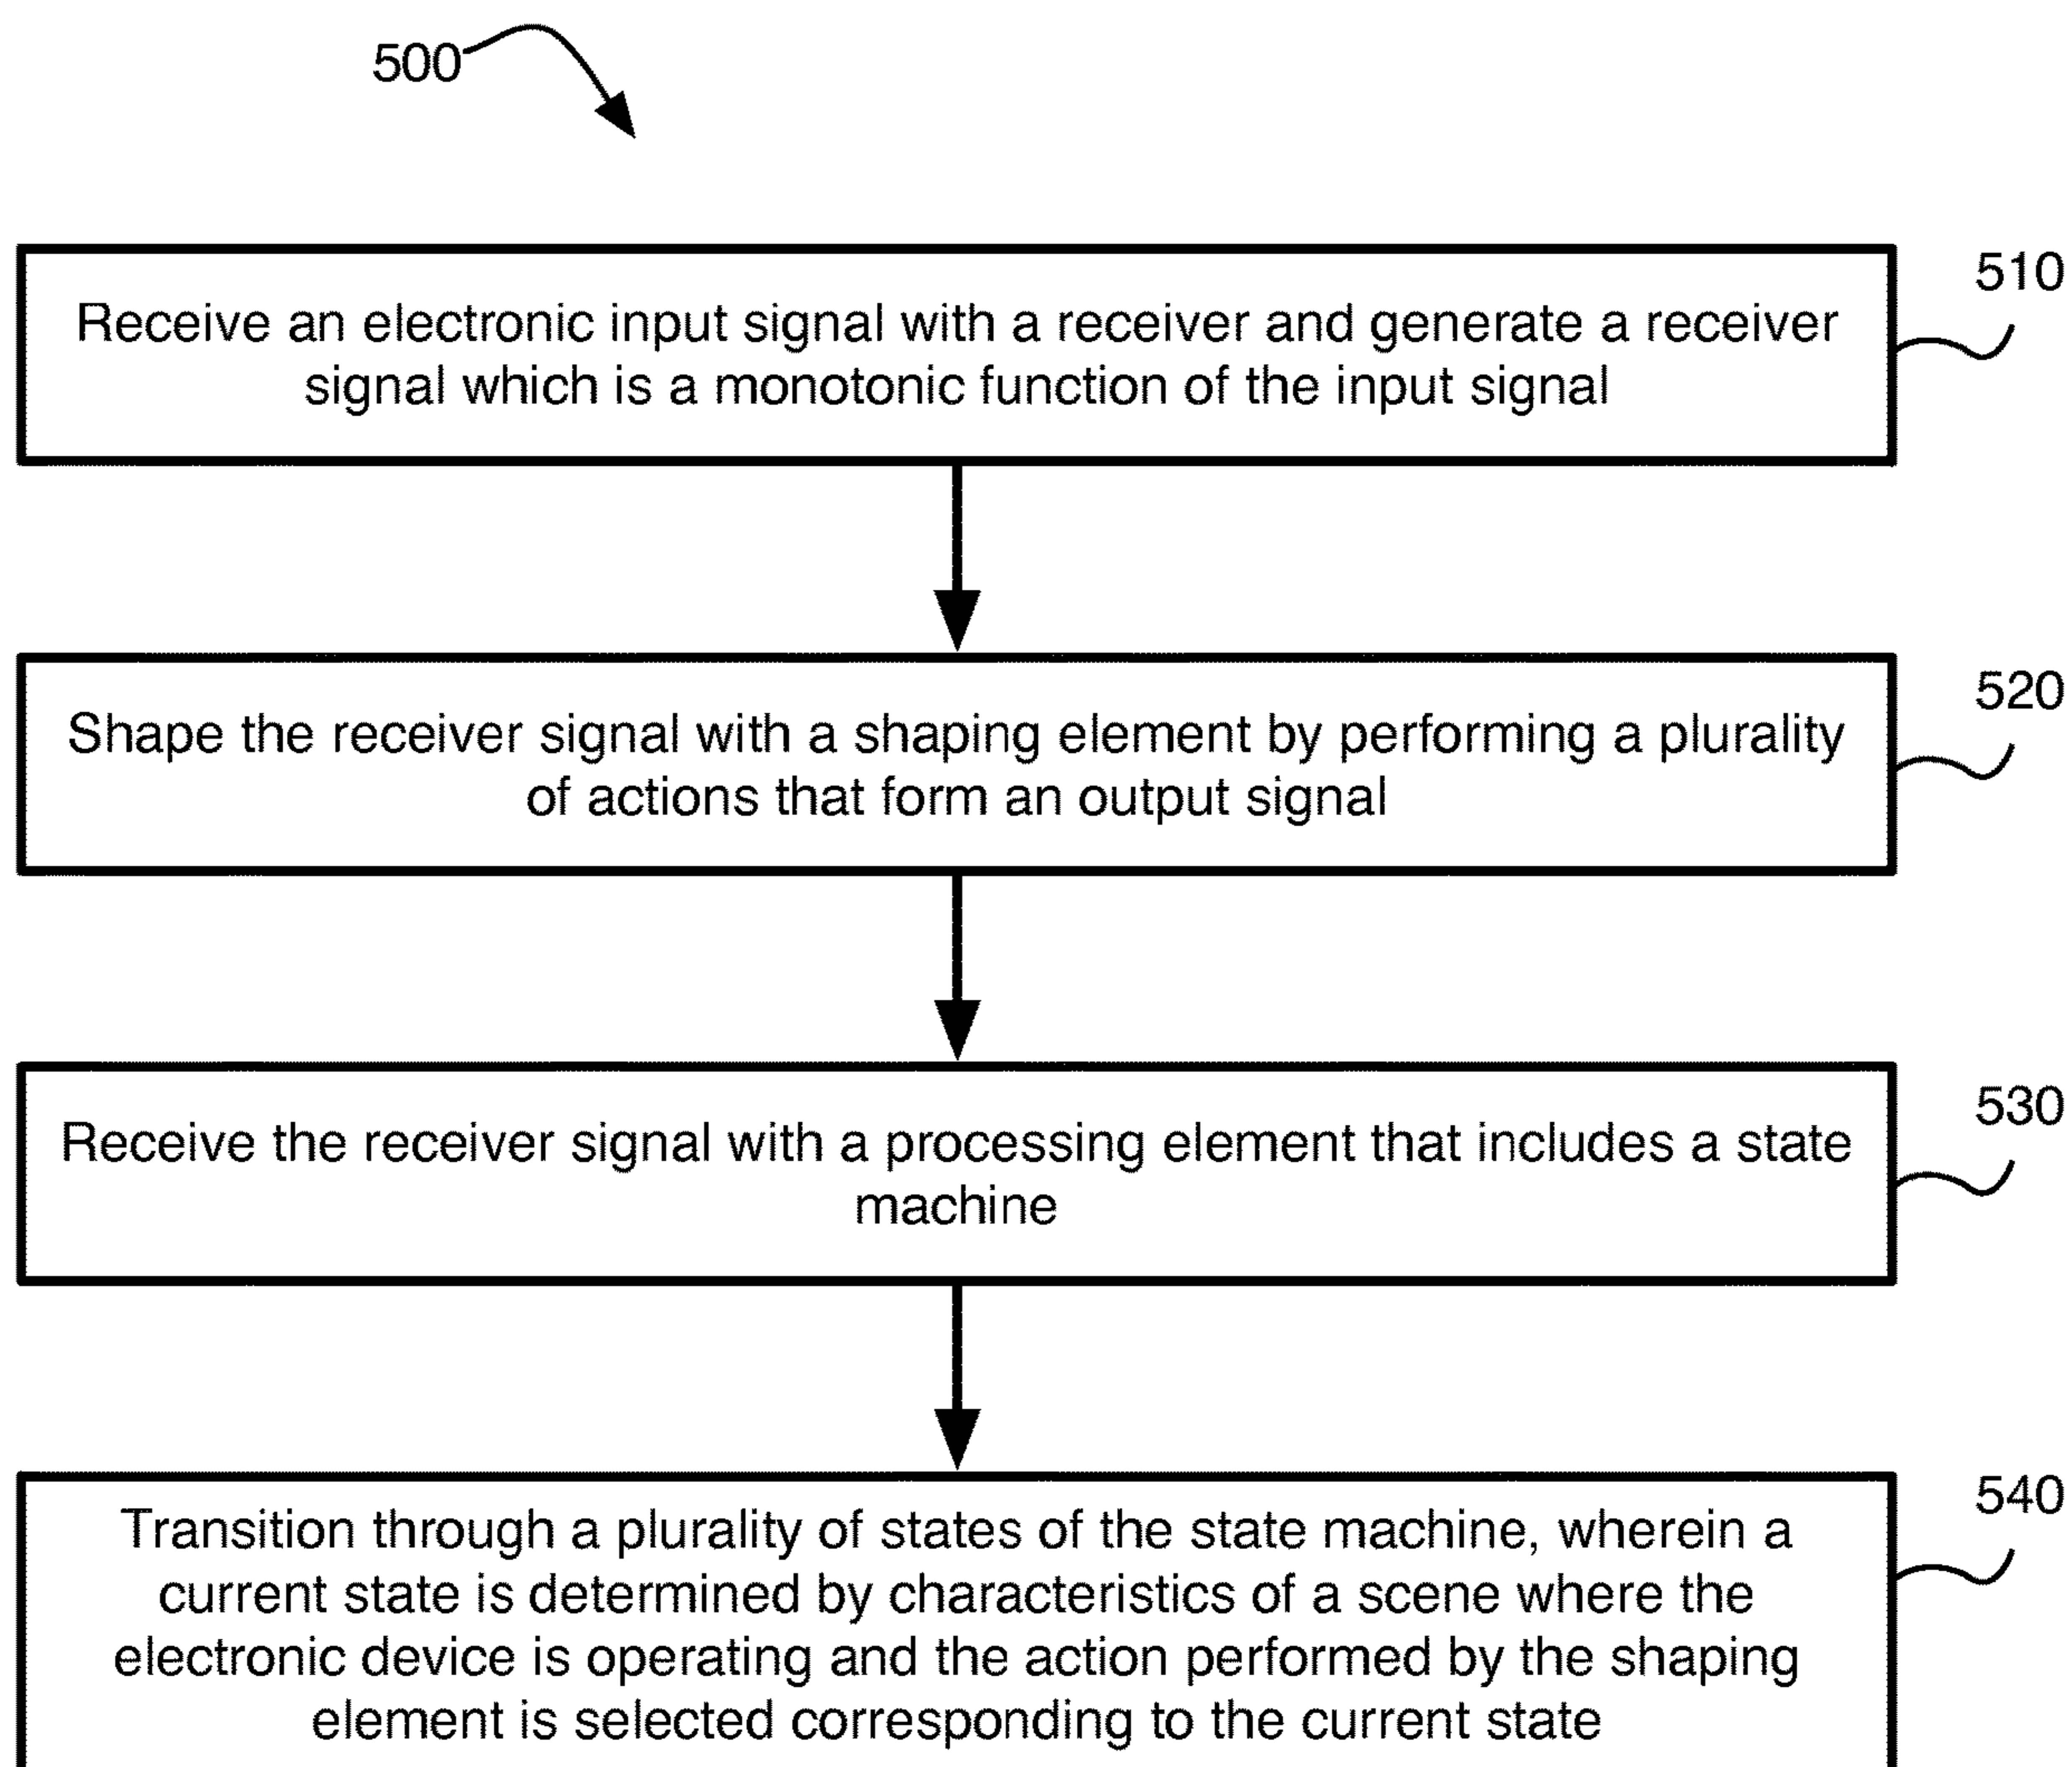 500
510
Receive an electronic input signal with a receiver and generate a receiver
signal which is a monotonic function of the input signal
520
Shape the receiver signal with a shaping element by performing a plurality
of actions that form an output signal
530
Receive the receiver signal with a processing element that includes a state
machine
540
Transition through a plurality of states of the state machine, wherein a
current state is determined by characteristics of a scene where the
electronic device is operating and the action performed by the shaping
element is selected corresponding to the current state